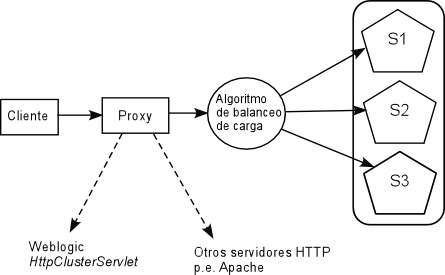 Cliente
Proxy
Algoritmo
de balanceo
de carga
S1
S2
S3
Weblogic
HttpClusterServlet
Otros servidores HTTP
p.e. Apache